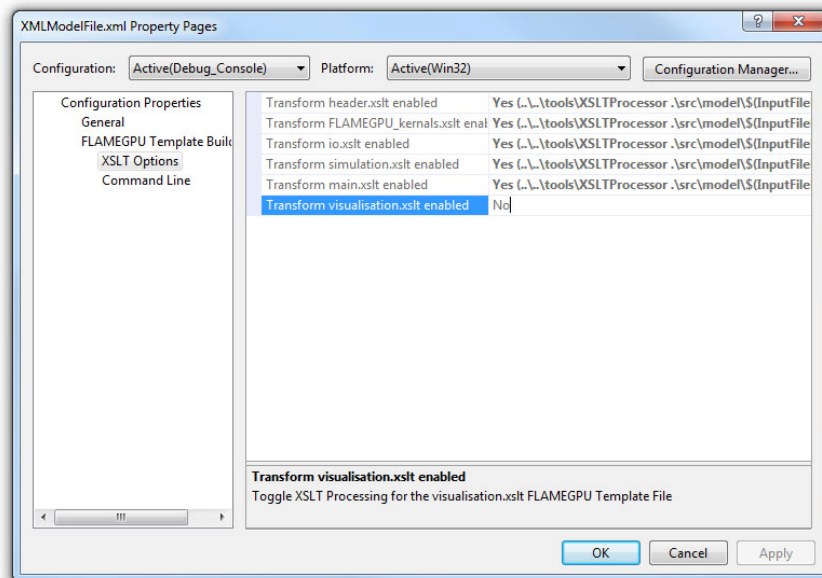 XMLModelFile.xml Property Pages
Configuration: Active(Debug_Console) Platform: Active(Win32) Configuration Manager...
Configuration Properties
General
FLAMEGPU Template Build
XSLT Options
Command Line
Transform header.xslt enabled Yes (..\..\tools\XSLTProcessor .\src\model\$(InputFile
Transform FLAMEGPU_kernals.xslt enabl Yes (..\..\tools\XSLTProcessor .\src\model\$(InputFile
Transform io.xslt enabled Yes (..\..\tools\XSLTProcessor .\src\model\$(InputFile
Transform simulation.xslt enabled Yes (..\..\tools\XSLTProcessor .\src\model\$(InputFile
Transform main.xslt enabled Yes (..\..\tools\XSLTProcessor .\src\model\$(InputFile
Transform visualisation.xslt enabled No
Transform visualisation.xslt enabled
Toggle XSLT Processing for the visualisation.xslt FLAMEGPU Template File
OK Cancel Apply